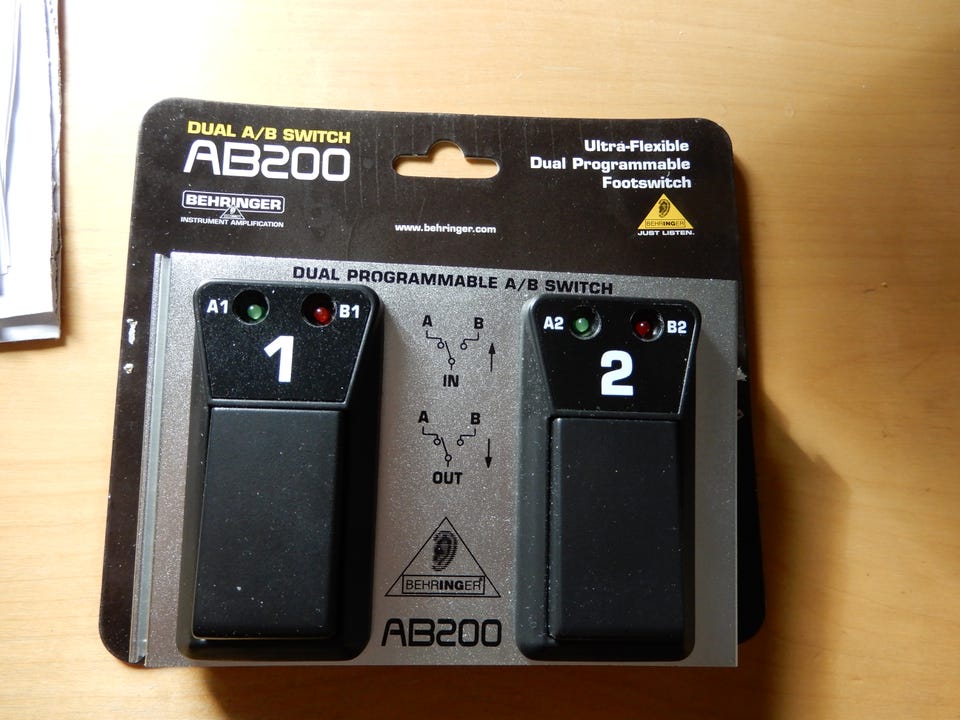 DUAL A/B SWITCH
AB200
BEHRINGER
INSTRUMENT AMPLIFICATION
www.behringer.com
Ultra-Flexible
Dual Programmable
Footswitch
BEHRINGER
JUST LISTEN.
DUAL PROGRAMMABLE A/B SWITCH
A1 B1
1
A B
IN
A B
OUT
BEHRINGER
AB200
A2 B2
2